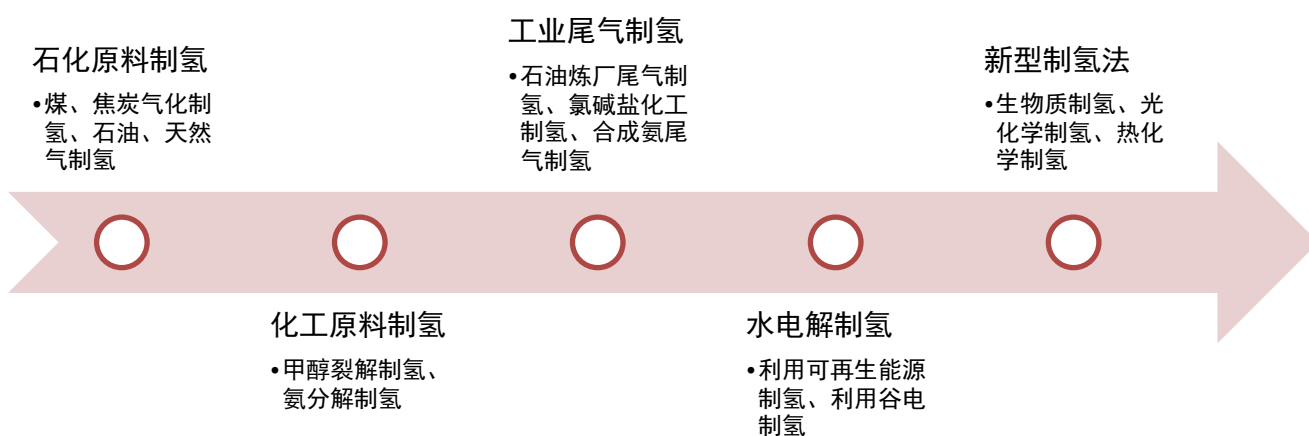 石化原料制氢
•煤、焦炭气化制
氢、石油、天然
气制氢
化工原料制氢
•甲醇裂解制氢、
氨分解制氢
工业尾气制氢
•石油炼厂尾气制
氢、氯碱盐化工
制氢、合成氨尾
气制氢
水电解制氢
•利用可再生能源
制氢、利用谷电
制氢
新型制氢法
•生物质制氢、光
化学制氢、热化
学制氢